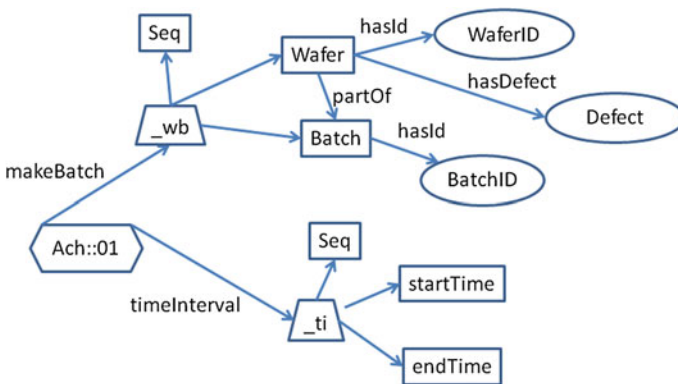 Seq
Wafer
hasId
WaferID
hasDefect
Defect
partOf
_wb
Batch
hasId
BatchID
makeBatch
Ach::01
Seq
timeInterval
_ti
startTime
endTime